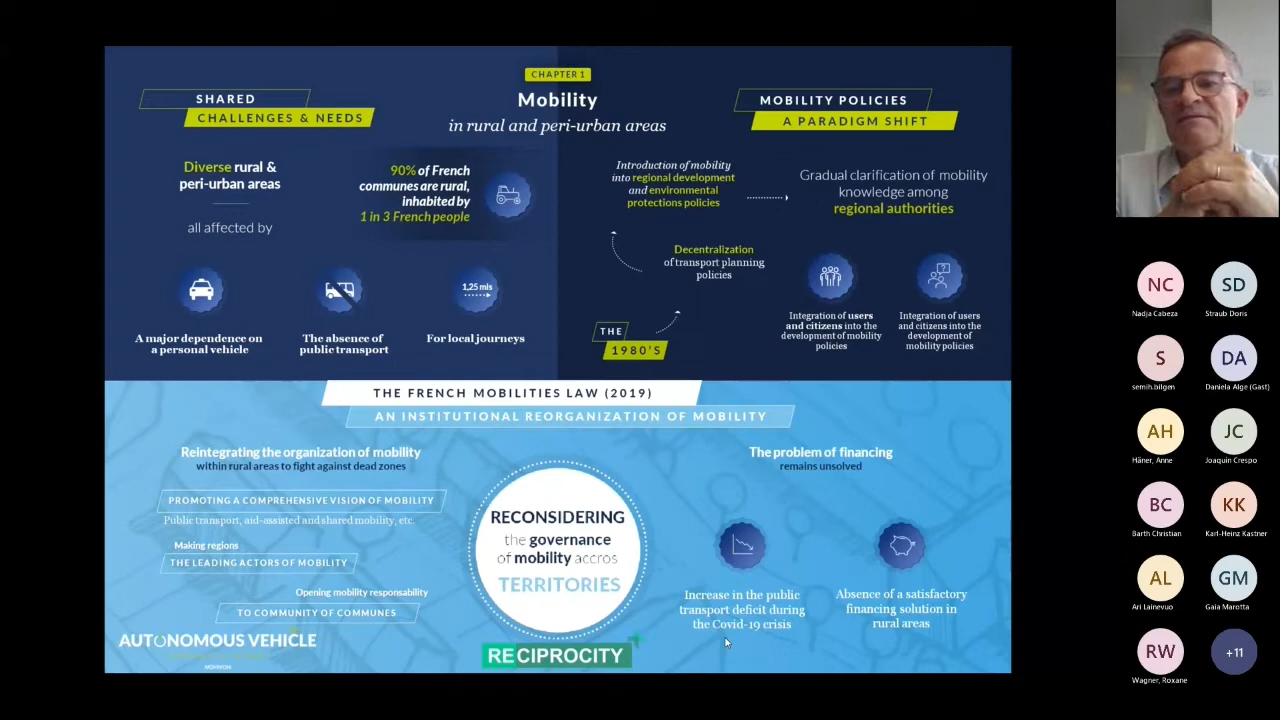 CHAPTER 1
Mobility
in rural and peri-urban areas
SHARED
CHALLENGES & NEEDS
Diverse rural &
peri-urban areas
all affected by
90% of French
communes are rural,
inhabited by
1 in 3 French people
A major dependence on
a personal vehicle
The absence of
public transport
1,25 mls
For local journeys
MOBILITY POLICIES
A PARADIGM SHIFT
Introduction of mobility
into regional development
and environmental
protections policies
Gradual clarification of mobility
knowledge among
regional authorities
Decentralization
of transport planning
policies
THE
1980'S
Integration of users
and citizens into the
development of mobility
policies
Integration of users
and citizens into the
development of
mobility policies
THE FRENCH MOBILITIES LAW (2019)
AN INSTITUTIONAL REORGANIZATION OF MOBILITY
Reintegrating the organization of mobility
within rural areas to fight against dead zones
PROMOTING A COMPREHENSIVE VISION OF MOBILITY
Public transport, aid-assisted and shared mobility, etc.
Making regions
THE LEADING ACTORS OF MOBILITY
Opening mobility responsability
TO COMMUNITY OF COMMUNES
AUTONOMOUS VEHICLE
RECONSIDERING
the governance
of mobility accros
TERRITORIES
RECIPROCITY
The problem of financing
remains unsolved
Increase in the public
transport deficit during
the Covid-19 crisis
Absence of a satisfactory
financing solution in
rural areas
NC
Nadja Cabeza
SD
Straub Doris
S
semih.bilgen
DA
Daniela Alge (Gast)
AH
Häner, Anne
JC
Joaquin Crespo
BC
Barth Christian
KK
Karl-Heinz Kastner
AL
Ari Lainevuo
GM
Gaia Marotta
RW
Wagner, Roxane
+11